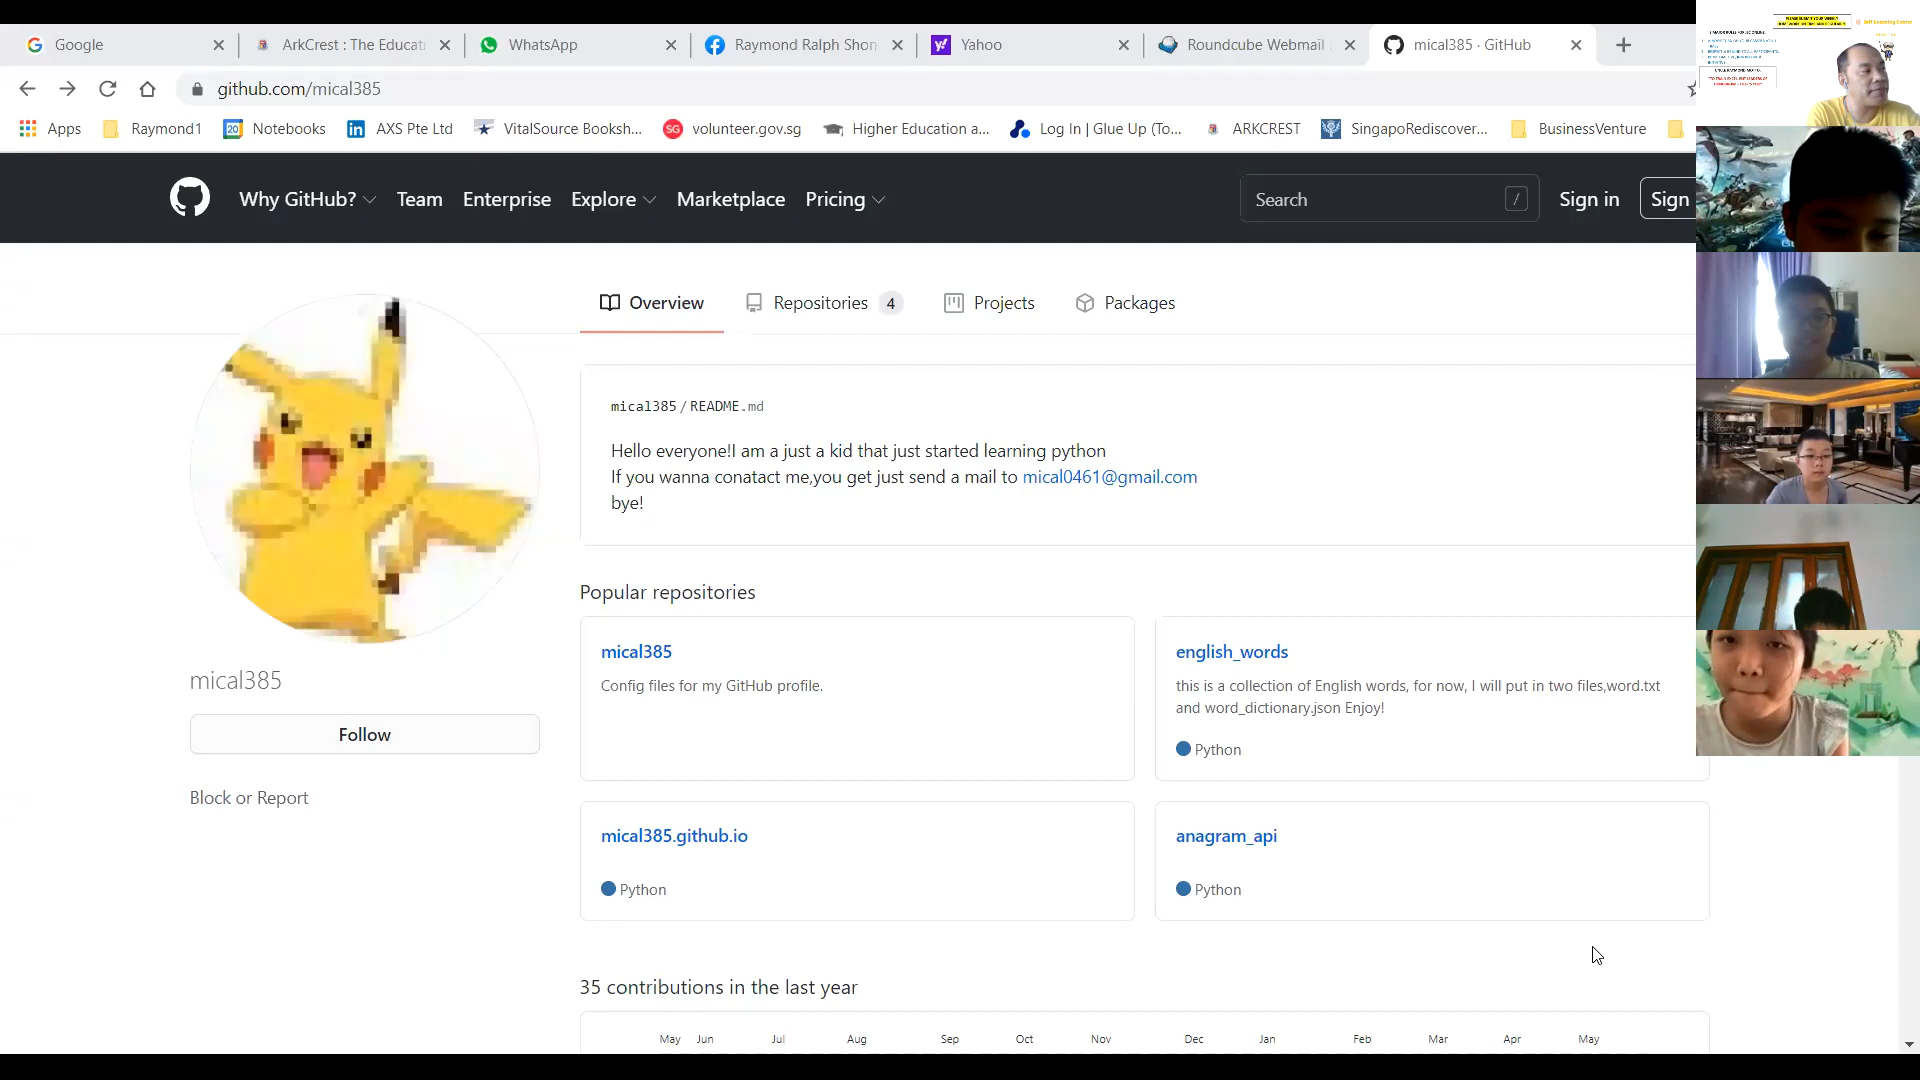 Google
ArkCrest : The Educati
WhatsApp
Raymond Ralph Shon
Yahoo
Roundcube Webmail
mical385 · GitHub
github.com/mical385
Apps
Raymond1
Notebooks
AXS Pte Ltd
VitalSource Booksh...
volunteer.gov.sg
Higher Education a...
Log In | Glue Up (To...
ARKCREST
SingapoRediscover...
BusinessVenture
Why GitHub?
Team
Enterprise
Explore
Marketplace
Pricing
Search
/
Sign in
Sign
Overview
Repositories 4
Projects
Packages
mical385/README.md
Hello everyone!I am a just a kid that just started learning python
If you wanna conatact me,you get just send a mail to mical0461@gmail.com
bye!
mical385
Follow
Block or Report
Popular repositories
mical385
Config files for my GitHub profile.
english_words
this is a collection of English words, for now, I will put in two files,word.txt
and word_dictionary.json Enjoy!
Python
mical385.github.io
Python
anagram_api
Python
35 contributions in the last year
May Jun Jul Aug Sep Oct Nov Dec Jan Feb Mar Apr May
PLEASE SUBMIT YOUR WEEKLY